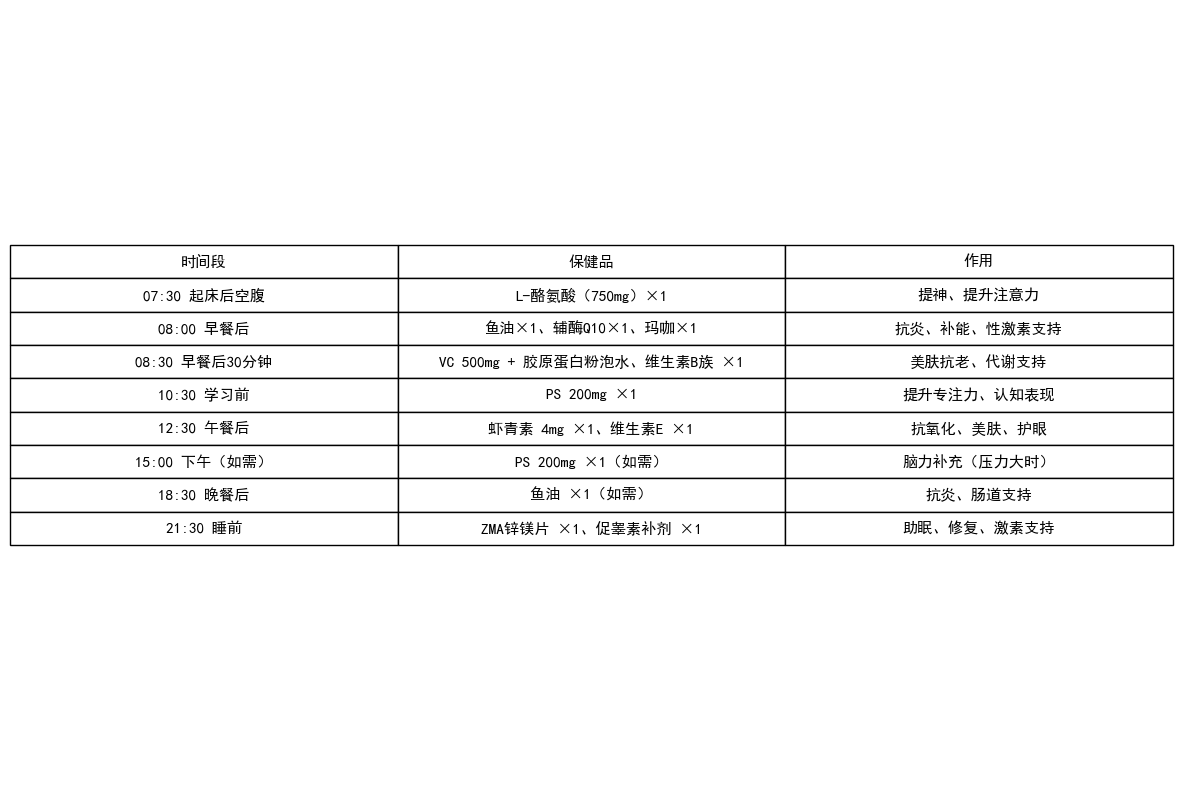 时间段 保健品 作用
07:30 起床后空腹 L-酪氨酸（750mg）×1 提神、提升注意力
08:00 早餐后 鱼油×1、辅酶Q10×1、玛咖×1 抗炎、补能、性激素支持
08:30 早餐后30分钟 VC 500mg + 胶原蛋白粉泡水、维生素B族 ×1 美肤抗老、代谢支持
10:30 学习前 PS 200mg ×1 提升专注力、认知表现
12:30 午餐后 虾青素 4mg ×1、维生素E ×1 抗氧化、美肤、护眼
15:00 下午（如需） PS 200mg ×1（如需） 脑力补充（压力大时）
18:30 晚餐后 鱼油 ×1（如需） 抗炎、肠道支持
21:30 睡前 ZMA锌镁片 ×1、促睾素补剂 ×1 助眠、修复、激素支持